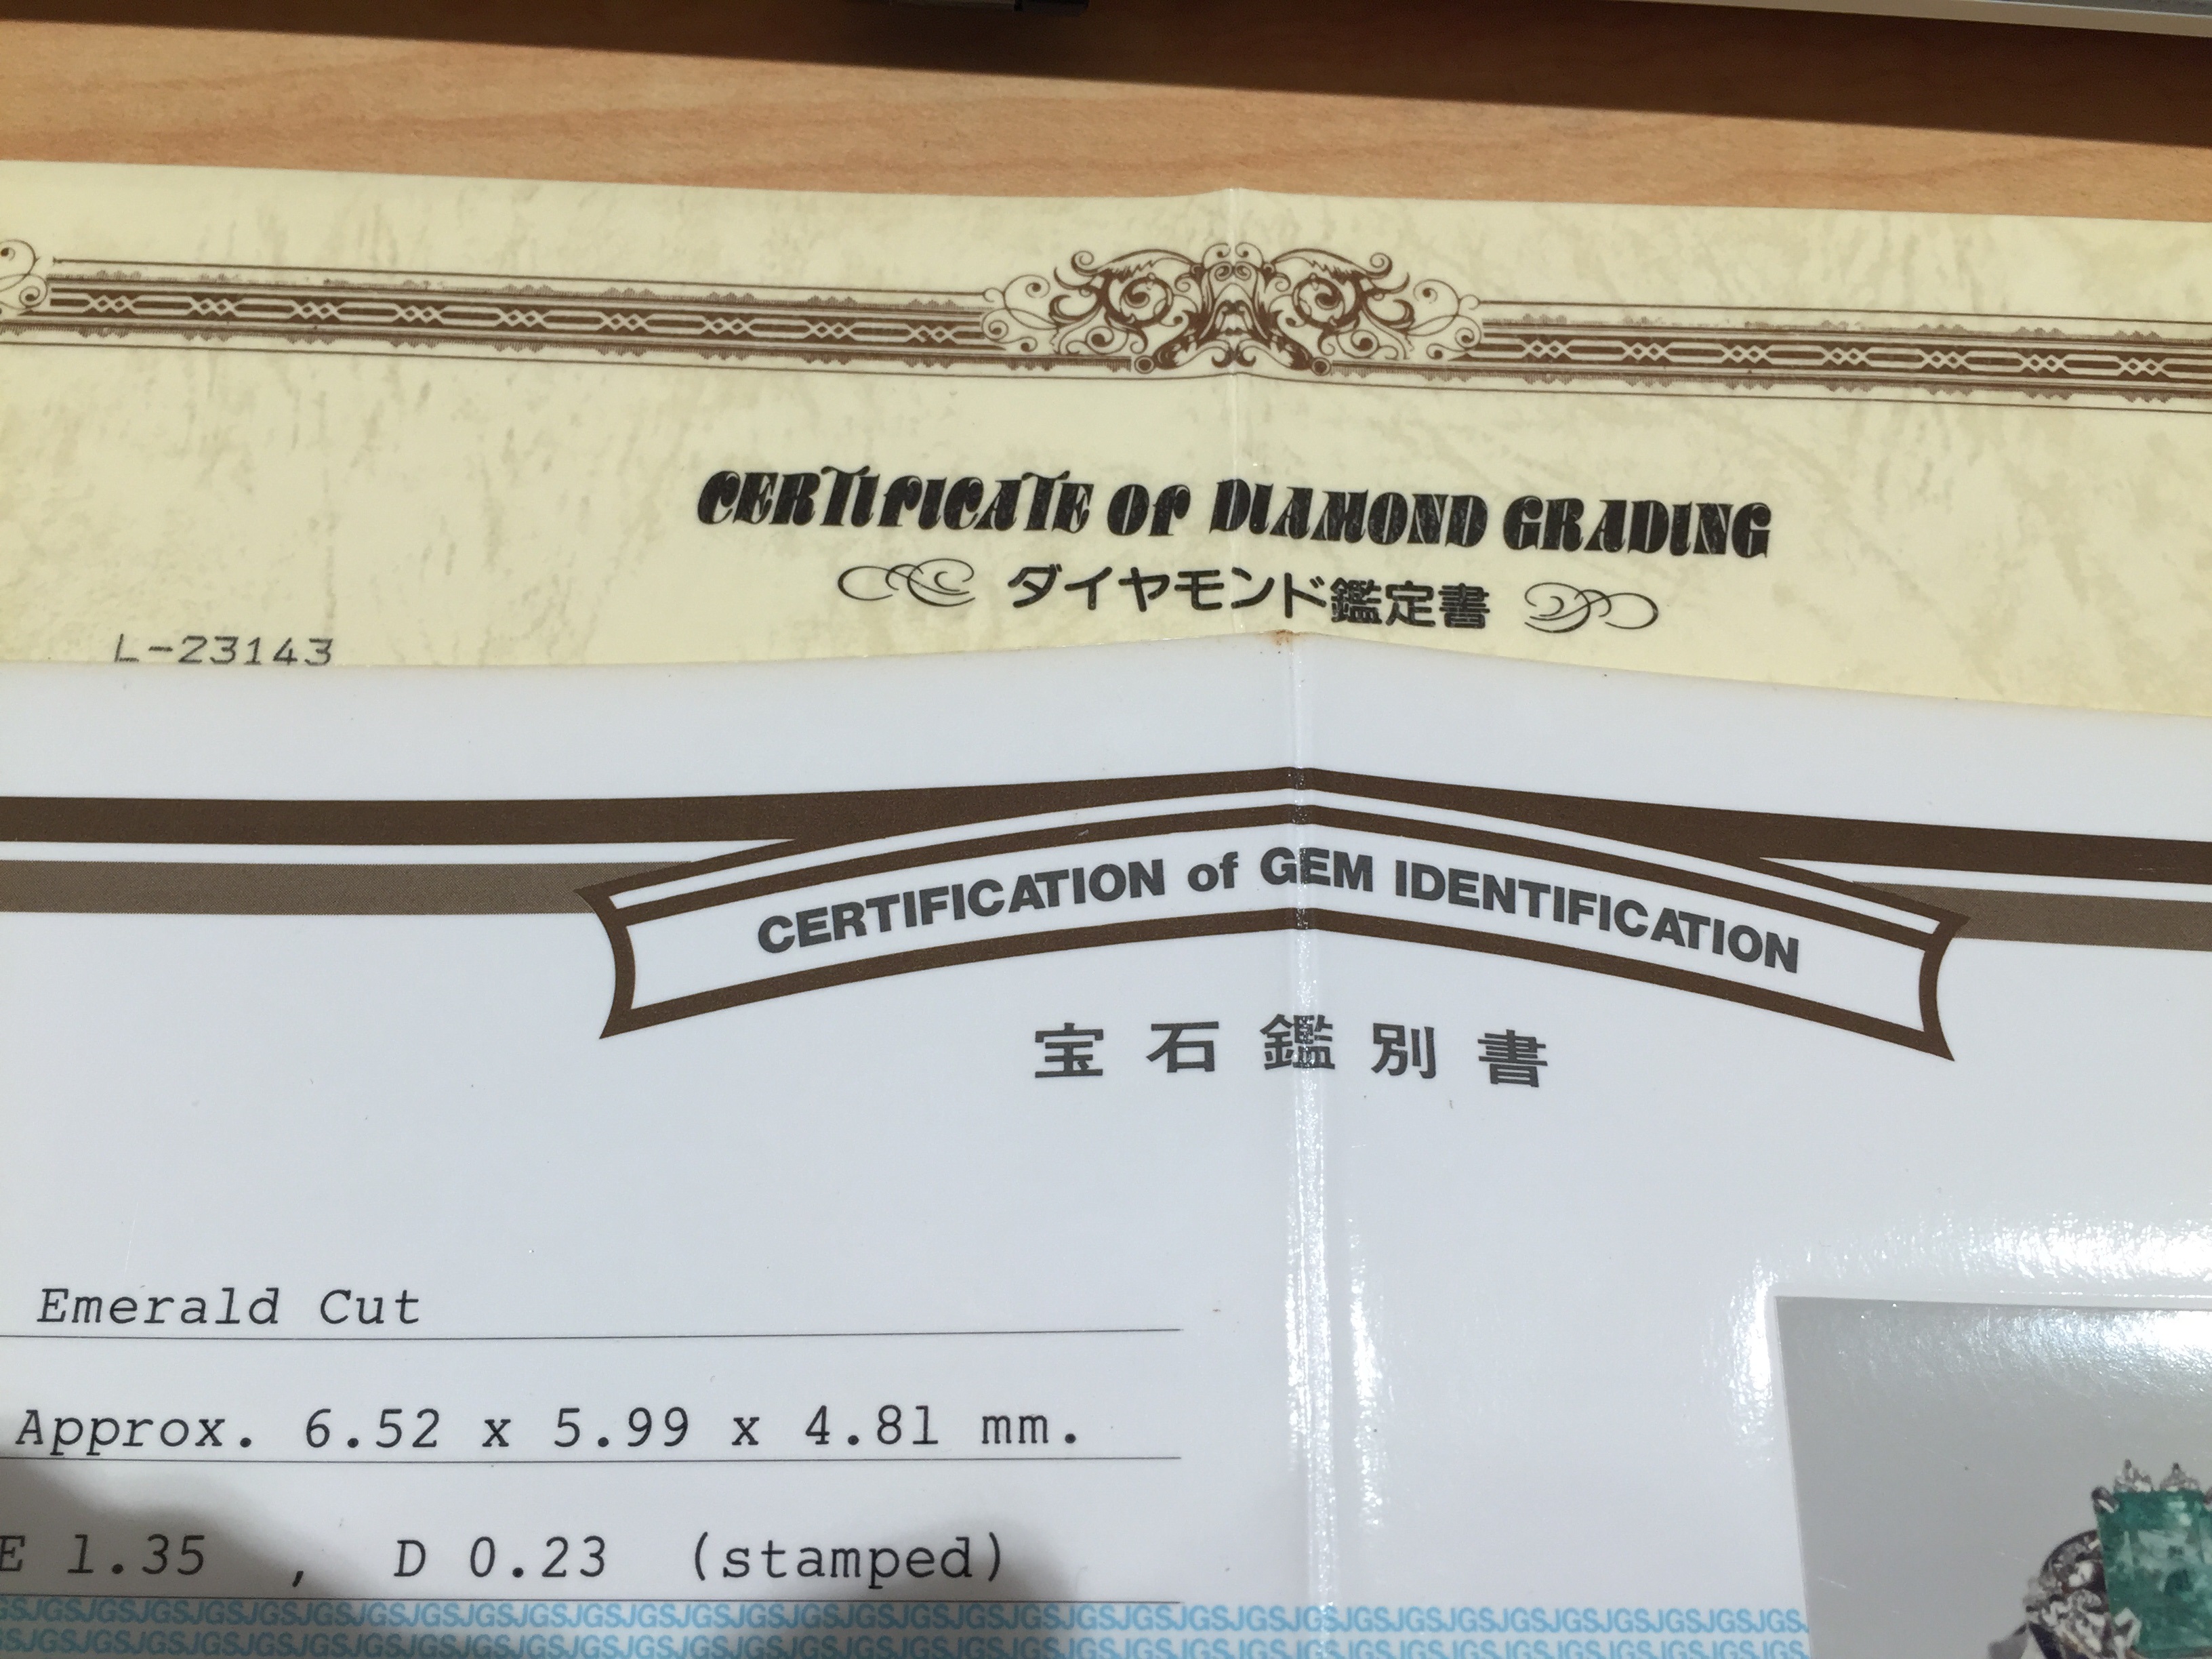 CERTIFICATE OF DIAMOND GRADING
ダイヤモンド鑑定書
L-23143
CERTIFICATION of GEM IDENTIFICATION
宝石鑑別書
Emerald Cut
Approx. 6.52 x 5.99 x 4.81 mm.
E 1.35 , D 0.23 (stamped)
GSJGSJGSJGSJGSJGSJGSJGSJGSJGSJGSJGSJGSJGSJGSJGSJGSJGSJGSJGSJGSJGSJGSJGSJGSJGSJGSJGSJGSJGSJGS
GSJGSJGSJGSJGSJGSJGSJGSJGSJGSJGSJGSJGSJGSJGSJGSJGSJGSJGSJGSJGSJGSJGSJGSJGSJGSJGSJGSJGSJGSJGS